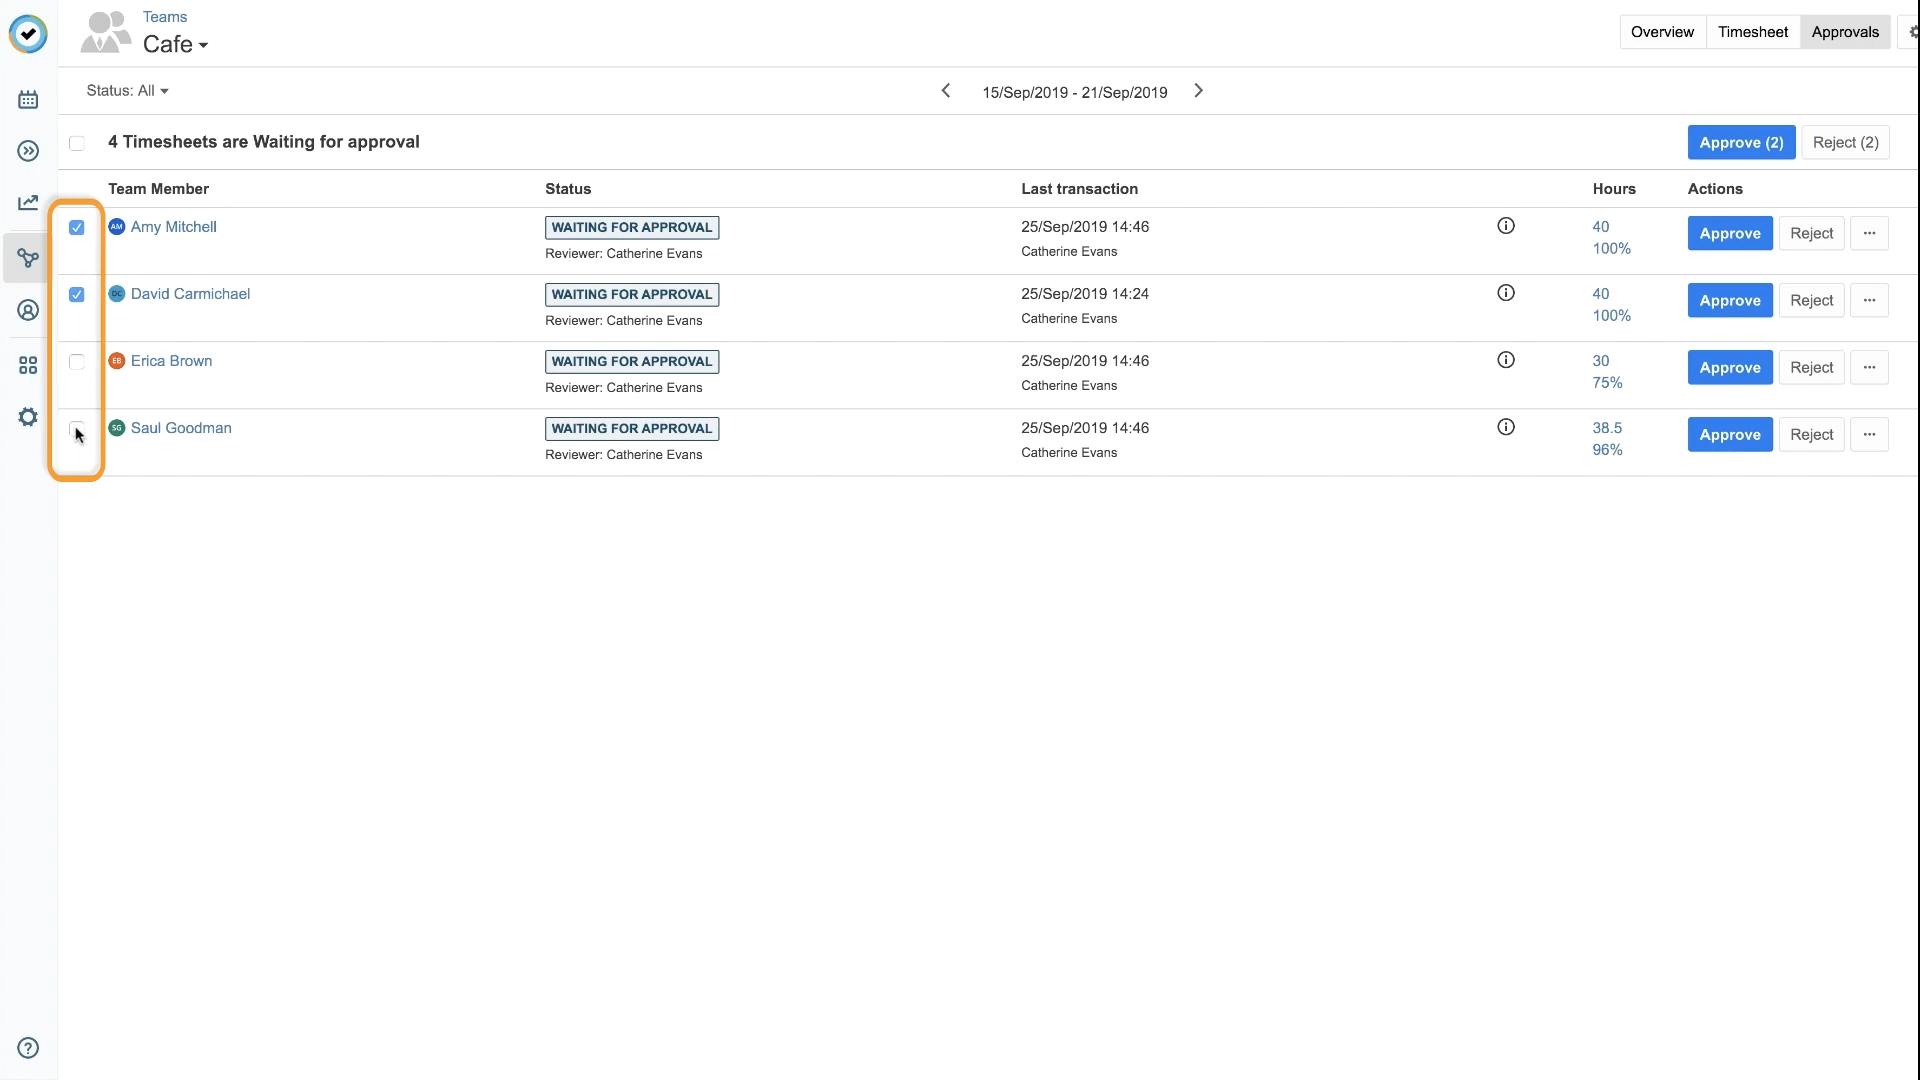 Teams
Cafe
Overview
Timesheet
Approvals
Status: All
15/Sep/2019 - 21/Sep/2019
4 Timesheets are Waiting for approval
Approve (2)
Reject (2)
Team Member
Status
Last transaction
Hours
Actions
AM Amy Mitchell
WAITING FOR APPROVAL
Reviewer: Catherine Evans
25/Sep/2019 14:46
Catherine Evans
40
100%
Approve
Reject
DC David Carmichael
WAITING FOR APPROVAL
Reviewer: Catherine Evans
25/Sep/2019 14:24
Catherine Evans
40
100%
Approve
Reject
EB Erica Brown
WAITING FOR APPROVAL
Reviewer: Catherine Evans
25/Sep/2019 14:46
Catherine Evans
30
75%
Approve
Reject
SG Saul Goodman
WAITING FOR APPROVAL
Reviewer: Catherine Evans
25/Sep/2019 14:46
Catherine Evans
38.5
96%
Approve
Reject